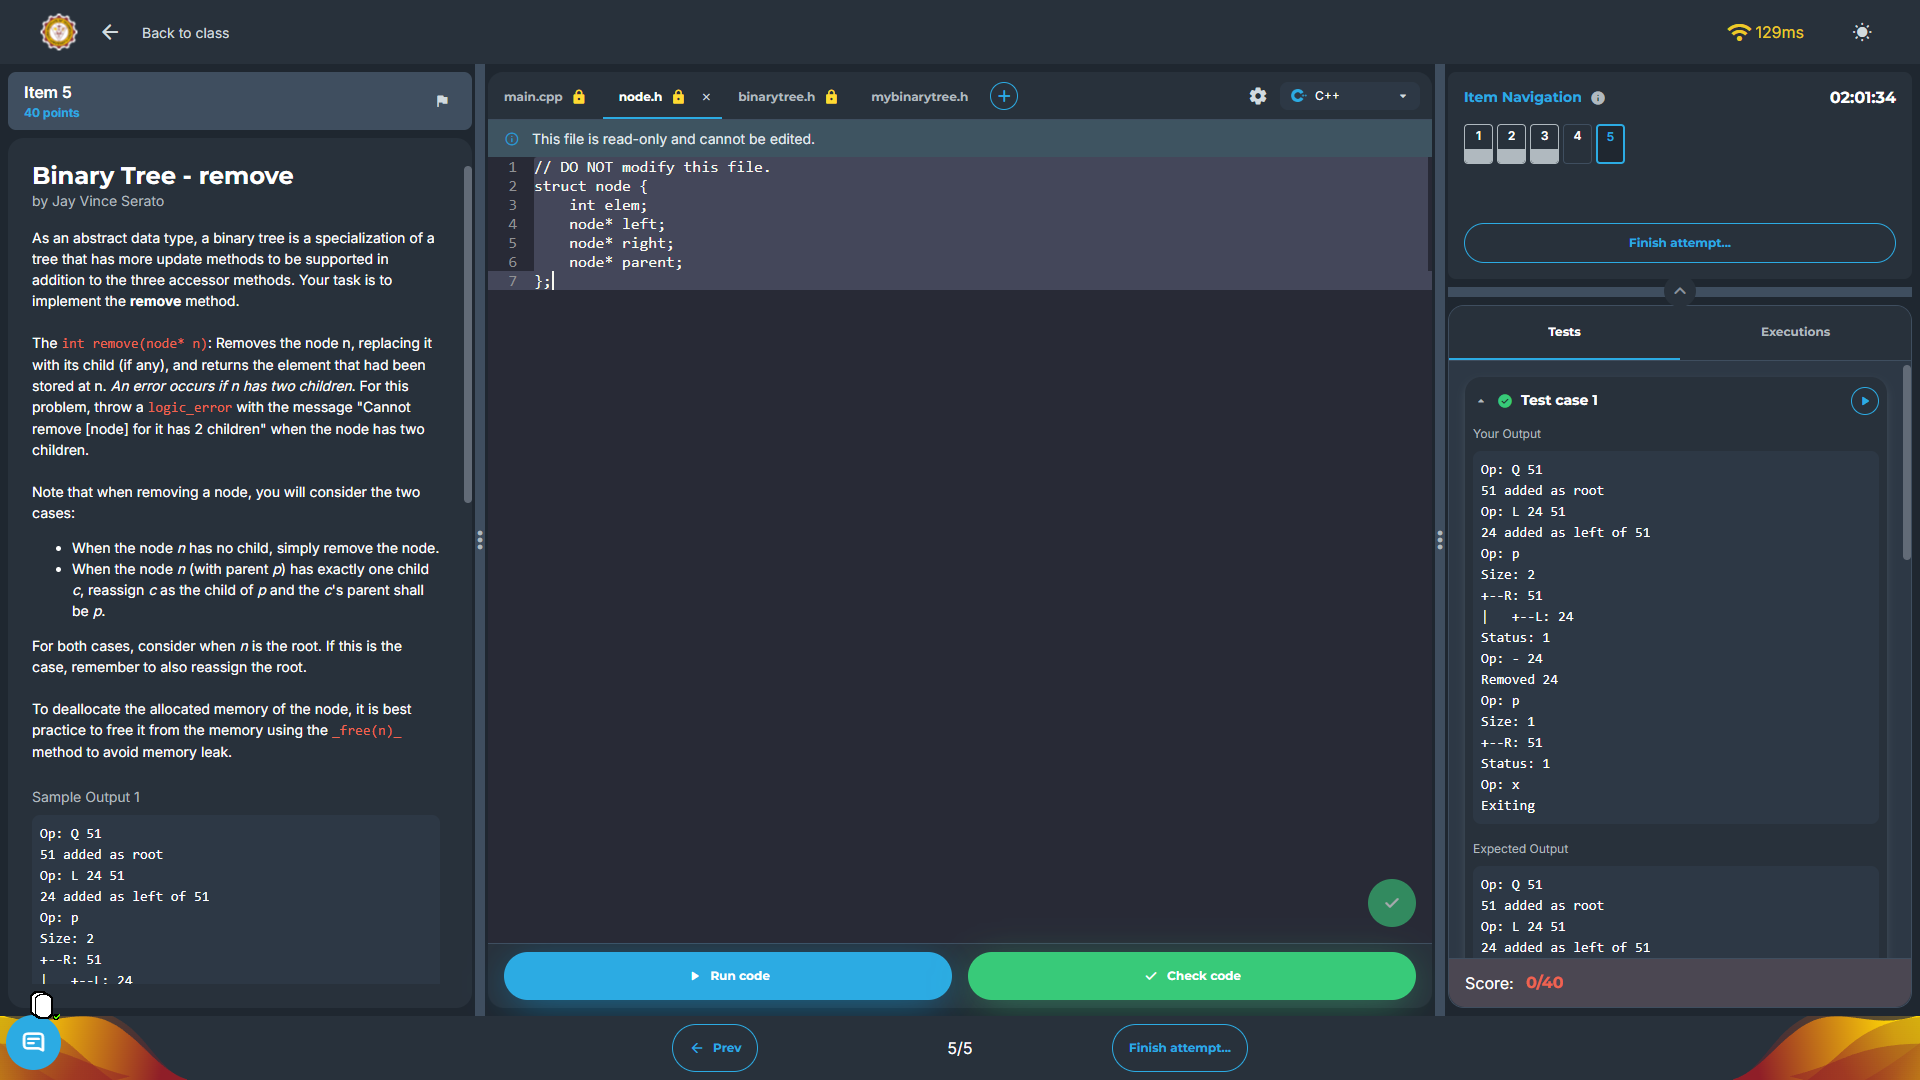 Back to class
129ms
Item 5
40 points
Binary Tree - remove
by Jay Vince Serato
As an abstract data type, a binary tree is a specialization of a
tree that has more update methods to be supported in
addition to the three accessor methods. Your task is to
implement the remove method.
The int remove(node* n): Removes the node n, replacing it
with its child (if any), and returns the element that had been
stored at n. An error occurs if n has two children. For this
problem, throw a logic_error with the message "Cannot
remove [node] for it has 2 children" when the node has two
children.
Note that when removing a node, you will consider the two
cases:
• When the node n has no child, simply remove the node.
• When the node n (with parent p) has exactly one child
c, reassign c as the child of p and the c's parent shall
be p.
For both cases, consider when n is the root. If this is the
case, remember to also reassign the root.
To deallocate the allocated memory of the node, it is best
practice to free it from the memory using the _free(n)_
method to avoid memory leak.
Sample Output 1
Op: Q 51
51 added as root
Op: L 24 51
24 added as left of 51
Op: p
Size: 2
+--R: 51
|   +--L: 24
main.cpp
node.h
×
binarytree.h
mybinarytree.h
C++
This file is read-only and cannot be edited.
1 // DO NOT modify this file.
2 struct node {
3     int elem;
4     node* left;
5     node* right;
6     node* parent;
7 };
Run code
Check code
Item Navigation
02:01:34
1 2 3 4 5
Finish attempt...
Tests
Executions
Test case 1
Your Output
Op: Q 51
51 added as root
Op: L 24 51
24 added as left of 51
Op: p
Size: 2
+--R: 51
|   +--L: 24
Status: 1
Op: - 24
Removed 24
Op: p
Size: 1
+--R: 51
Status: 1
Op: x
Exiting
Expected Output
Op: Q 51
51 added as root
Op: L 24 51
24 added as left of 51
Score: 0/40
Prev
5/5
Finish attempt...